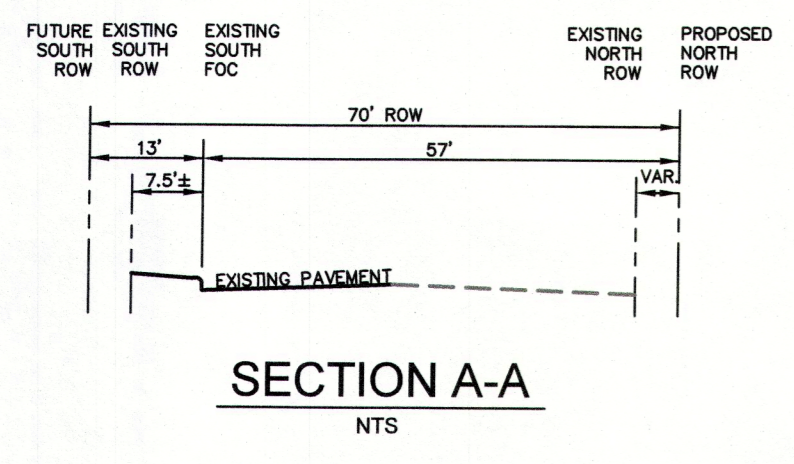 FUTURE
SOUTH
ROW
EXISTING
SOUTH
ROW
EXISTING
SOUTH
FOC
EXISTING
NORTH
ROW
PROPOSED
NORTH
ROW
70' ROW
13'
57'
7.5'±
VAR.
EXISTING PAVEMENT
SECTION A-A
NTS